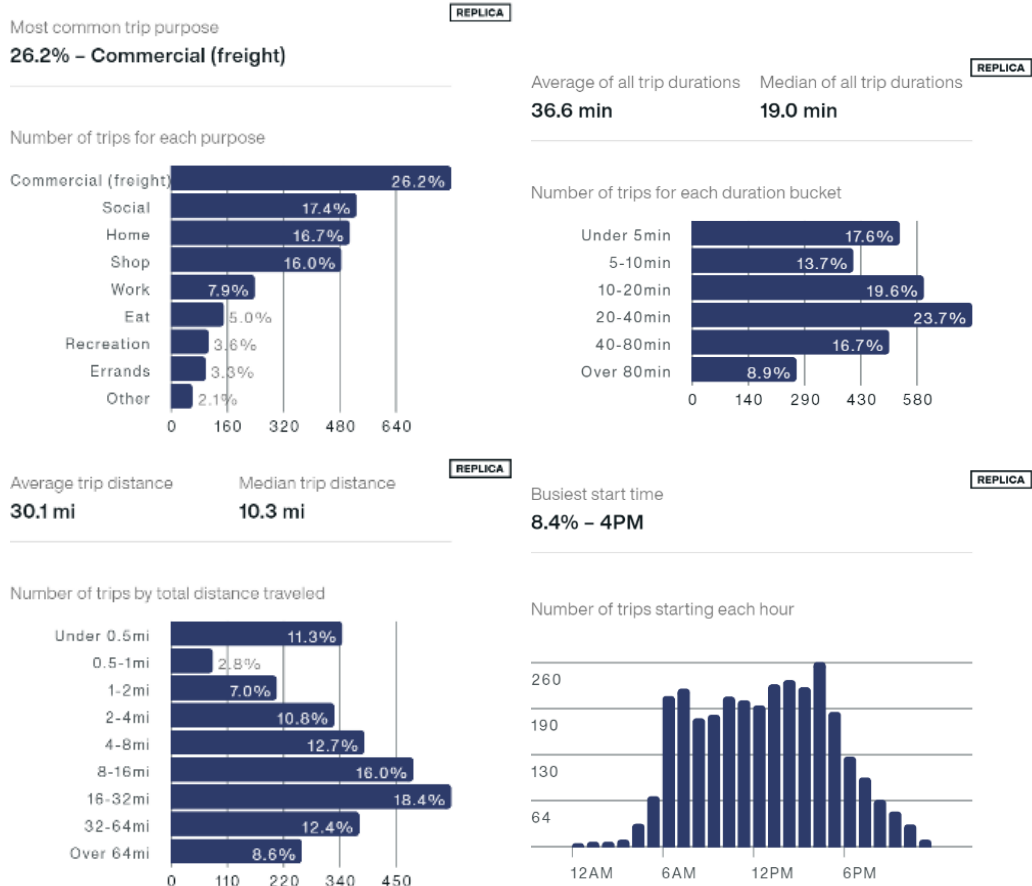 REPLICA
Most common trip purpose
26.2% – Commercial (freight)
Number of trips for each purpose
Commercial (freight) 26.2%
Social 17.4%
Home 16.7%
Shop 16.0%
Work 7.9%
Eat 5.0%
Recreation 3.6%
Errands 3.3%
Other 2.1%
0 160 320 480 640
REPLICA
Average of all trip durations Median of all trip durations
36.6 min 19.0 min
Number of trips for each duration bucket
Under 5min 17.6%
5-10min 13.7%
10-20min 19.6%
20-40min 23.7%
40-80min 16.7%
Over 80min 8.9%
0 140 290 430 580
REPLICA
Average trip distance Median trip distance
30.1 mi 10.3 mi
Number of trips by total distance traveled
Under 0.5mi 11.3%
0.5-1mi 2.8%
1-2mi 7.0%
2-4mi 10.8%
4-8mi 12.7%
8-16mi 16.0%
16-32mi 18.4%
32-64mi 12.4%
Over 64mi 8.6%
0 110 220 340 450
REPLICA
Busiest start time
8.4% – 4PM
Number of trips starting each hour
260
190
130
64
12AM 6AM 12PM 6PM